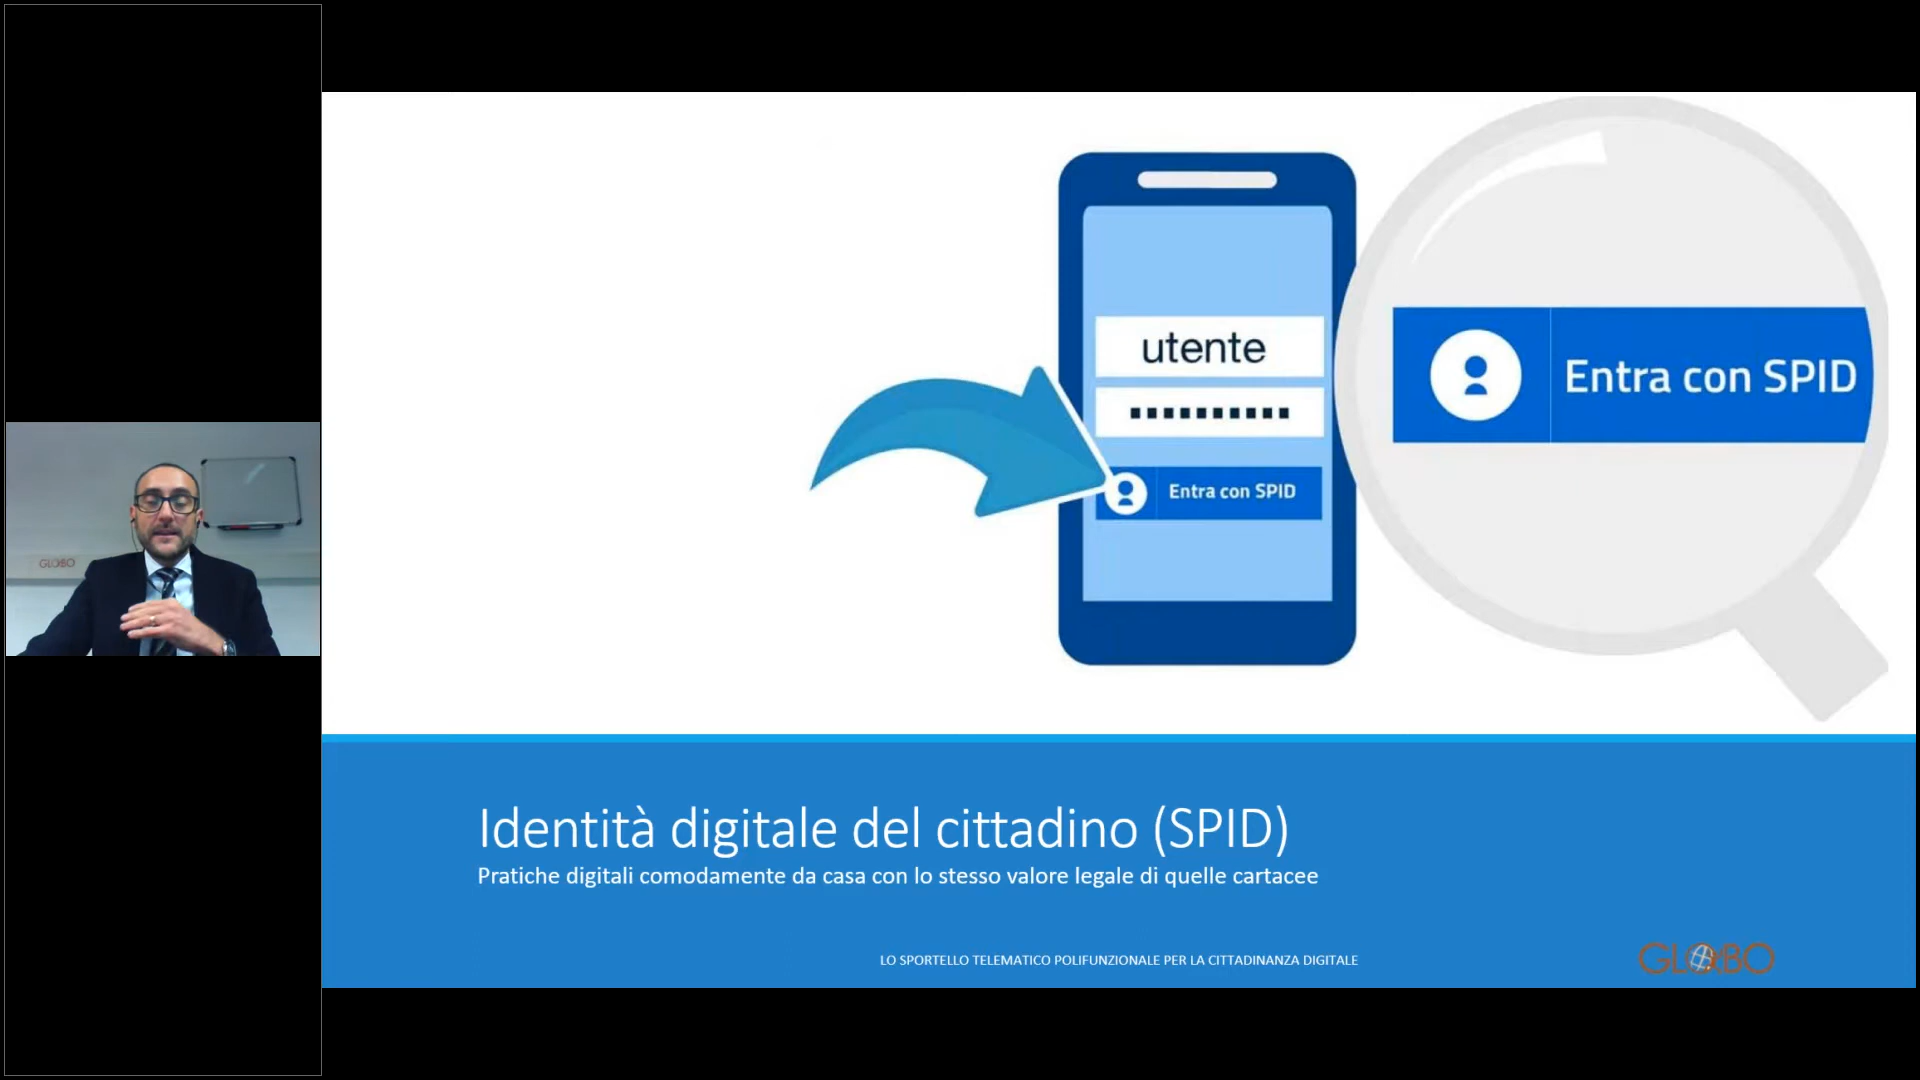 GLOBO
utente
Entra con SPID
Entra con SPID
Identità digitale del cittadino (SPID)
Pratiche digitali comodamente da casa con lo stesso valore legale di quelle cartacee
LO SPORTELLO TELEMATICO POLIFUNZIONALE PER LA CITTADINANZA DIGITALE
GLOBO